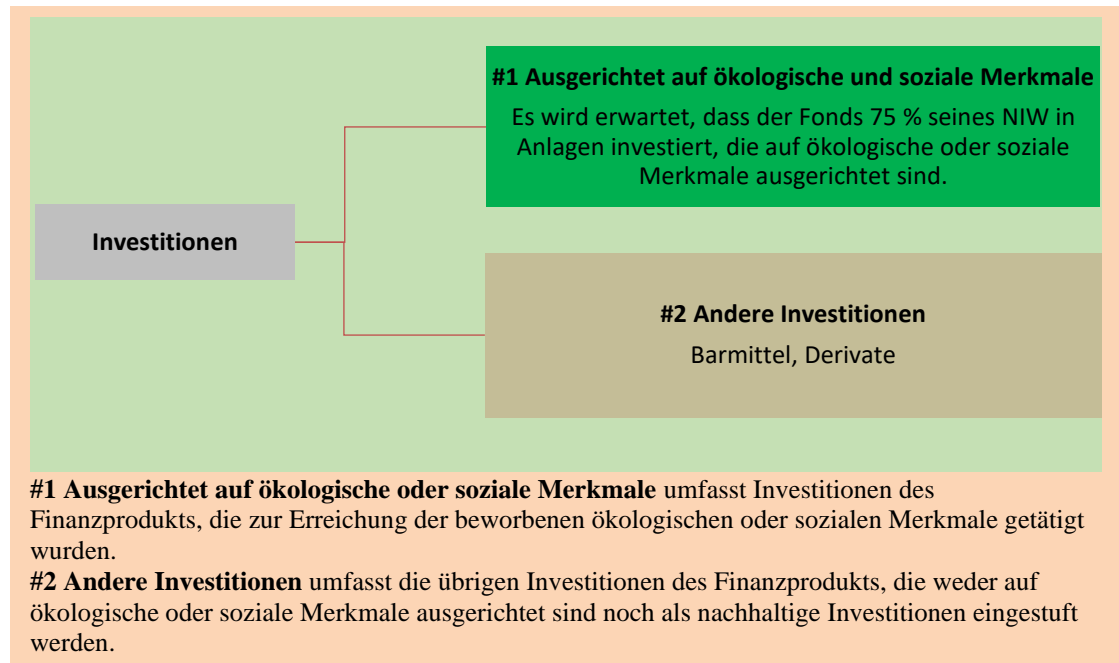 #1 Ausgerichtet auf ökologische und soziale Merkmale
Es wird erwartet, dass der Fonds 75 % seines NIW in
Anlagen investiert, die auf ökologische oder soziale
Merkmale ausgerichtet sind.
Investitionen
#2 Andere Investitionen
Barmittel, Derivate
#1 Ausgerichtet auf ökologische oder soziale Merkmale umfasst Investitionen des
Finanzprodukts, die zur Erreichung der beworbenen ökologischen oder sozialen Merkmale getätigt
wurden.
#2 Andere Investitionen umfasst die übrigen Investitionen des Finanzprodukts, die weder auf
ökologische oder soziale Merkmale ausgerichtet sind noch als nachhaltige Investitionen eingestuft
werden.